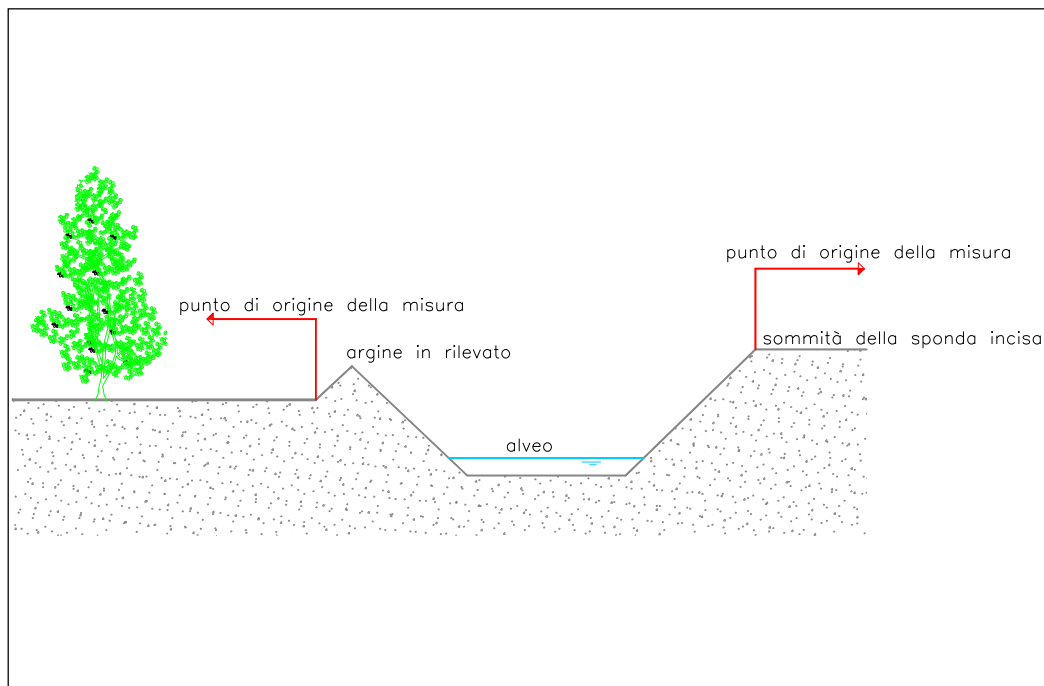 punto di origine della misura
punto di origine della misura
sommità della sponda incisa
argine in rilevato
alveo